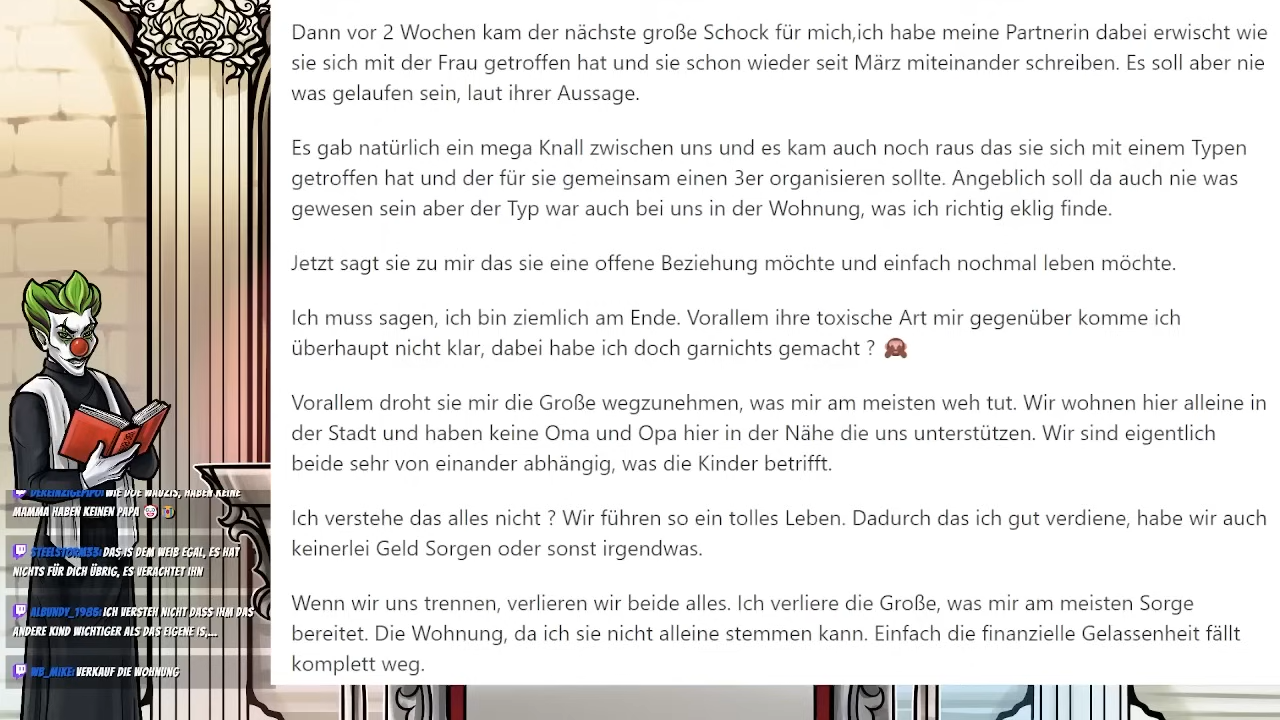 Dann vor 2 Wochen kam der nächste große Schock für mich,ich habe meine Partnerin dabei erwischt wie
sie sich mit der Frau getroffen hat und sie schon wieder seit März miteinander schreiben. Es soll aber nie
was gelaufen sein, laut ihrer Aussage.
Es gab natürlich ein mega Knall zwischen uns und es kam auch noch raus das sie sich mit einem Typen
getroffen hat und der für sie gemeinsam einen 3er organisieren sollte. Angeblich soll da auch nie was
gewesen sein aber der Typ war auch bei uns in der Wohnung, was ich richtig eklig finde.
Jetzt sagt sie zu mir das sie eine offene Beziehung möchte und einfach nochmal leben möchte.
Ich muss sagen, ich bin ziemlich am Ende. Vorallem ihre toxische Art mir gegenüber komme ich
überhaupt nicht klar, dabei habe ich doch garnichts gemacht ? 🙈
Vorallem droht sie mir die Große wegzunehmen, was mir am meisten weh tut. Wir wohnen hier alleine in
der Stadt und haben keine Oma und Opa hier in der Nähe die uns unterstützen. Wir sind eigentlich
beide sehr von einander abhängig, was die Kinder betrifft.
Ich verstehe das alles nicht ? Wir führen so ein tolles Leben. Dadurch das ich gut verdiene, habe wir auch
keinerlei Geld Sorgen oder sonst irgendwas.
Wenn wir uns trennen, verlieren wir beide alles. Ich verliere die Große, was mir am meisten Sorge
bereitet. Die Wohnung, da ich sie nicht alleine stemmen kann. Einfach die finanzielle Gelassenheit fällt
komplett weg.
HABEN KEINE
MAMMA HABEN KEINEN PAPA
STEELSTORM33: DAS IS DEM WEIB EGAL, ES HAT
NICHTS FÜR DICH ÜBRIG, ES VERACHTET IHN
ALBUNDY_1986: ICH VERSTEH NICHT DASS IHM DAS
ANDERE KIND WICHTIGER ALS DAS EIGENE IS,...
WB_MIKE: VERKAUF DIE WOHNUNG